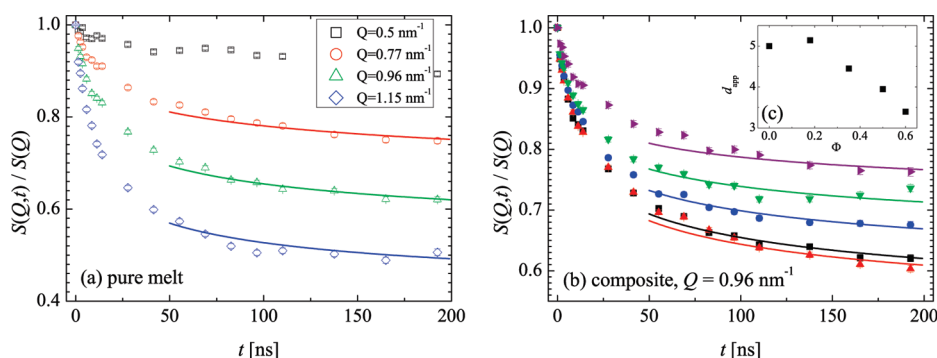 1.0
0.8
0.6
0.4
S(Q,t) / S(Q)
Q=0.5 nm⁻¹
Q=0.77 nm⁻¹
Q=0.96 nm⁻¹
Q=1.15 nm⁻¹
(a) pure melt
0 50 100 150 200
t [ns]
1.0
0.9
0.8
0.7
0.6
S(Q,t) / S(Q)
5
4
3
d_app
(c)
0.0 0.2 0.4 0.6
Φ
(b) composite, Q = 0.96 nm⁻¹
0 50 100 150 200
t [ns]